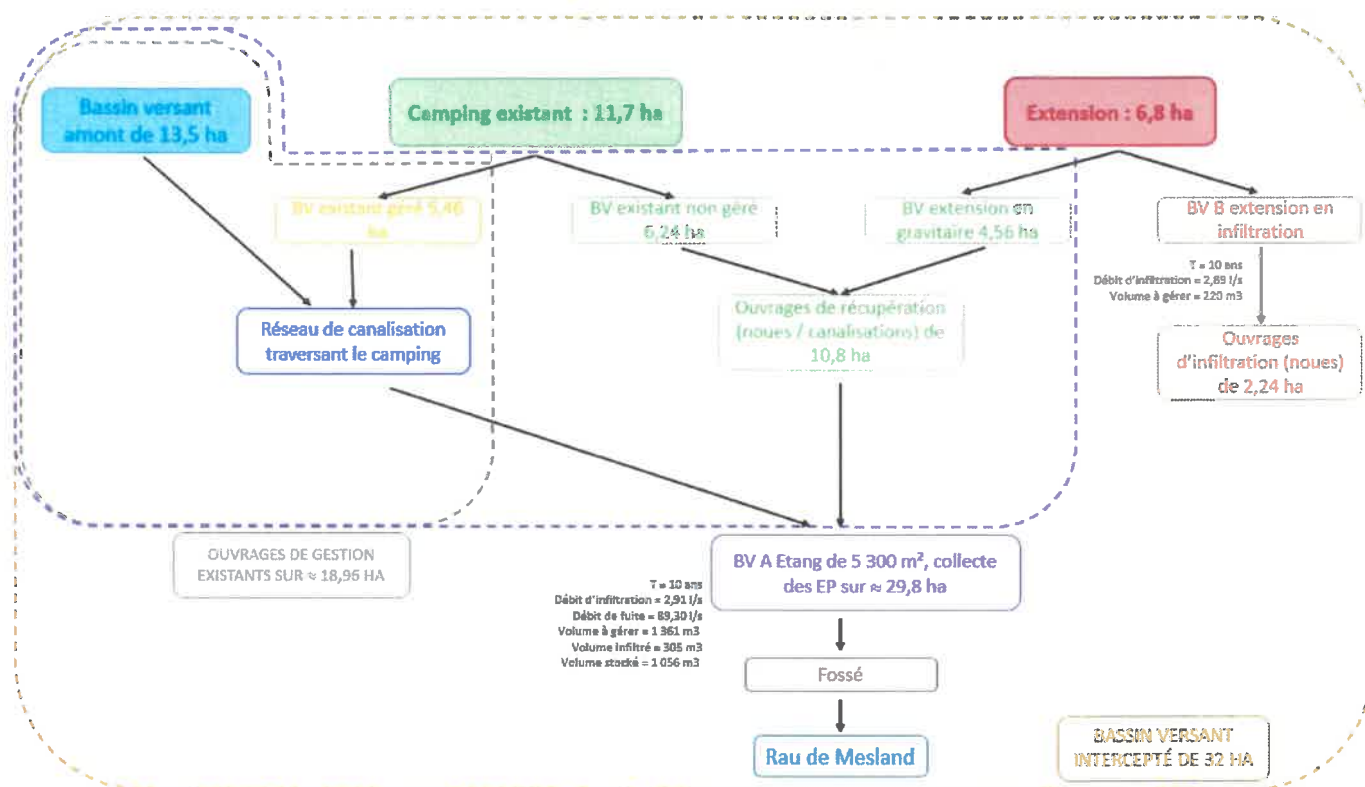 Bassin versant
amont de 13,5 ha
Camping existant : 11,7 ha
Extension : 6,8 ha
BV existant géré 5,46
ha
BV existant non géré
6,24 ha
BV extension en
gravitaire 4,56 ha
BV B extension en
infiltration
T = 10 ans
Débit d'infiltration = 2,89 l/s
Volume à gérer = 220 m3
Réseau de canalisation
traversant le camping
Ouvrages de récupération
(noues / canalisations) de
10,8 ha
Ouvrages
d'infiltration (noues)
de 2,24 ha
OUVRAGES DE GESTION
EXISTANTS SUR ≈ 18,96 HA
BV A Etang de 5 300 m², collecte
des EP sur ≈ 29,8 ha
T = 10 ans
Débit d'infiltration = 2,91 l/s
Débit de fuite = 89,30 l/s
Volume à gérer = 1 361 m3
Volume infiltré = 305 m3
Volume stocké = 1 056 m3
Fossé
Rau de Mesland
BASSIN VERSANT
INTERCEPTÉ DE 32 HA